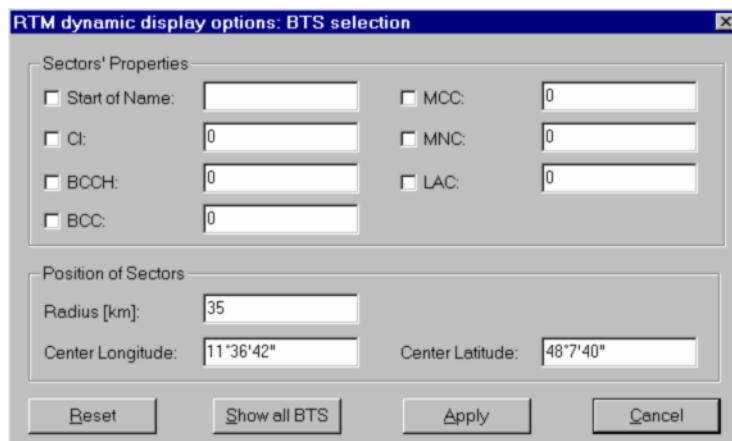 RTM dynamic display options: BTS selection
Sectors' Properties
Start of Name: MCC: 0
CI: 0 MNC: 0
BCCH: 0 LAC: 0
BCC: 0
Position of Sectors
Radius [km]: 35
Center Longitude: 11°36'42" Center Latitude: 48°7'40"
Reset Show all BTS Apply Cancel